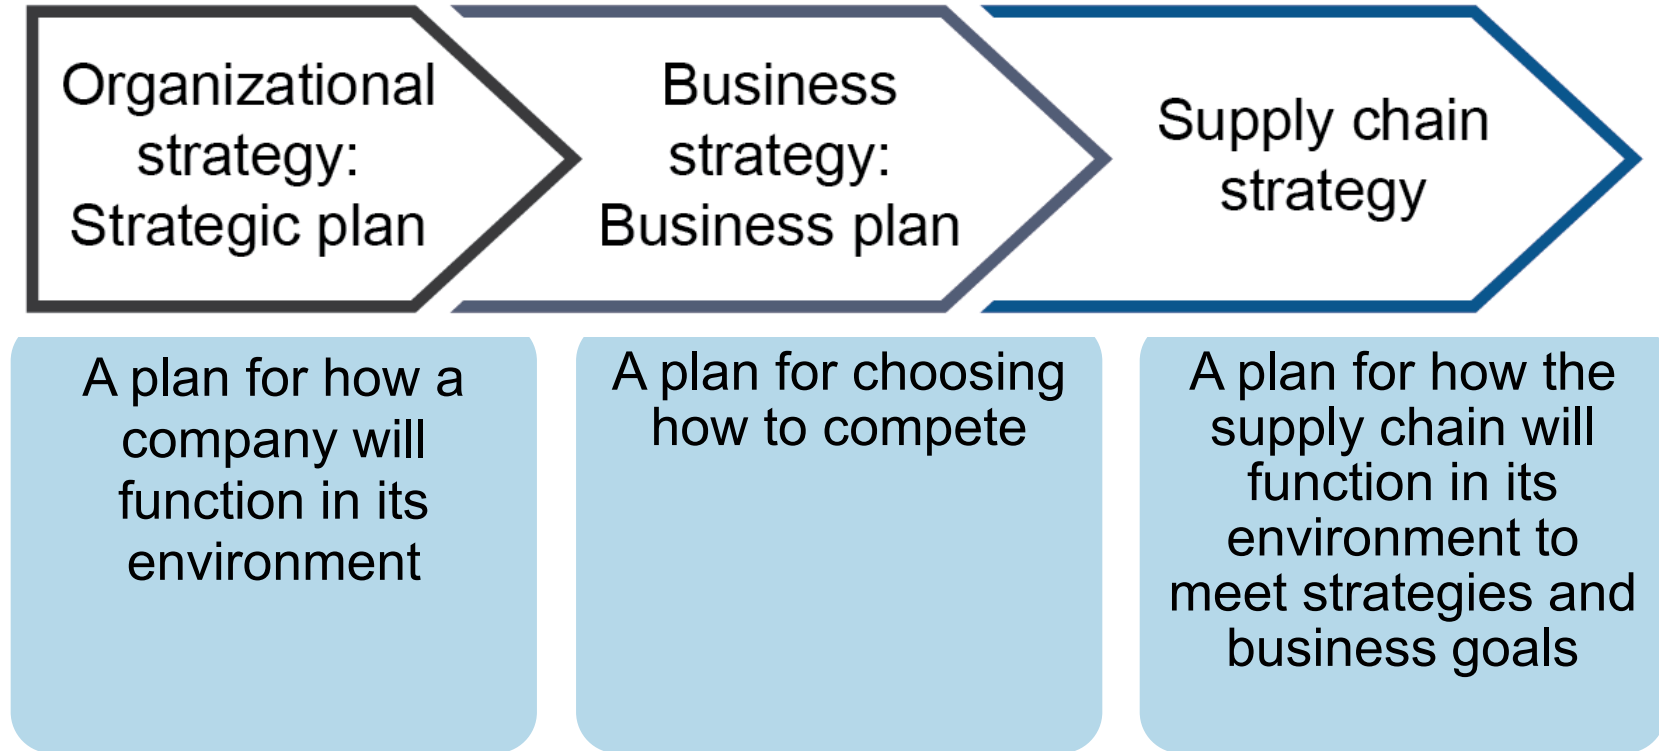 Organizational
strategy:
Strategic plan
Business
strategy:
Business plan
Supply chain
strategy
A plan for how a
company will
function in its
environment
A plan for choosing
how to compete
A plan for how the
supply chain will
function in its
environment to
meet strategies and
business goals